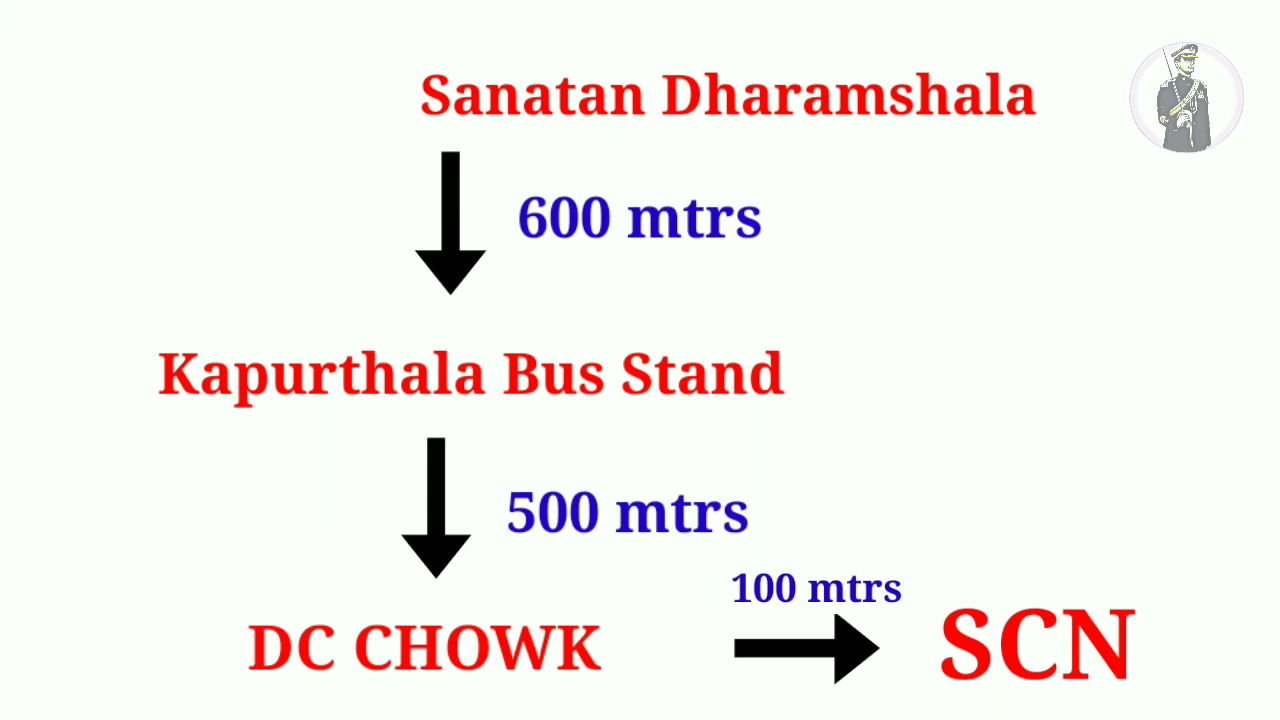 Sanatan Dharamshala
600 mtrs
Kapurthala Bus Stand
500 mtrs
100 mtrs
DC CHOWK
SCN